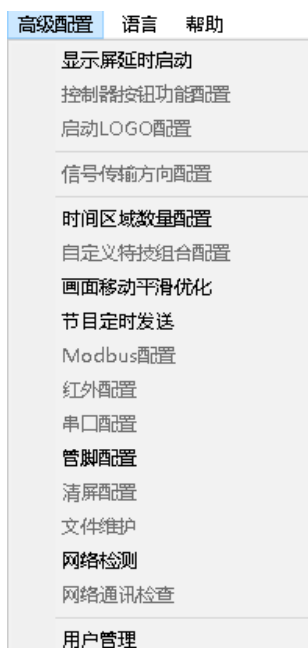 高级配置 语言 帮助
显示屏延时启动
控制器按钮功能配置
启动LOGO配置
信号传输方向配置
时间区域数量配置
自定义特技组合配置
画面移动平滑优化
节目定时发送
Modbus配置
红外配置
串口配置
管脚配置
清屏配置
文件维护
网络检测
网络通讯检查
用户管理